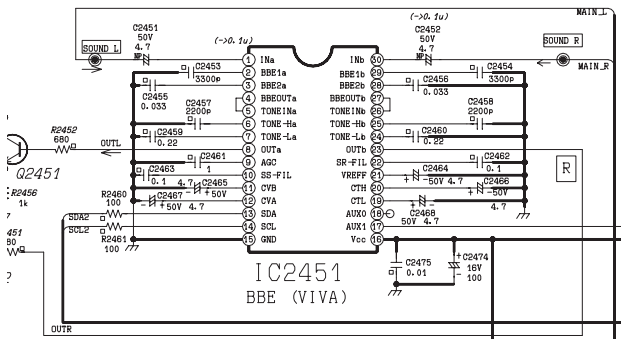 MAIN_L
C2451
50V
4.7
NP
SOUND L
(->0.1u)
(->0.1u)
C2452
50V
4.7
NP
SOUND R
MAIN_R
C2453
3300p
C2455
0.033
C2457
2200p
C2459
0.22
R2452
680
OUTL
Q2451
C2461
1
C2463
0.1
4.7
C2465
+50V
C2467
+50V
4.7
R2456
1k
R2460
100
SDA2
SCL2
R2461
100
OUTR
1 INa
2 BBE1a
3 BBE2a
4 BBEOUTa
5 TONEINa
6 TONE-Ha
7 TONE-La
8 OUTa
9 AGC
10 SS-FIL
11 CVB
12 CVA
13 SDA
14 SCL
15 GND
INb 30
BBE1b 29
BBE2b 28
BBEOUTb 27
TONEINb 26
TONE-Hb 25
TONE-Lb 24
OUTb 23
SR-FIL 22
VREFF 21
CTH 20
CTL 19
AUX0 18
AUX1 17
Vcc 16
C2454
3300p
C2456
0.033
C2458
2200p
C2460
0.22
C2462
0.1
C2464
+
-50V 4.7
C2466
+
-50V
4.7
C2468
50V 4.7
R
C2475
0.01
+
C2474
16V
100
IC2451
BBE (VIVA)